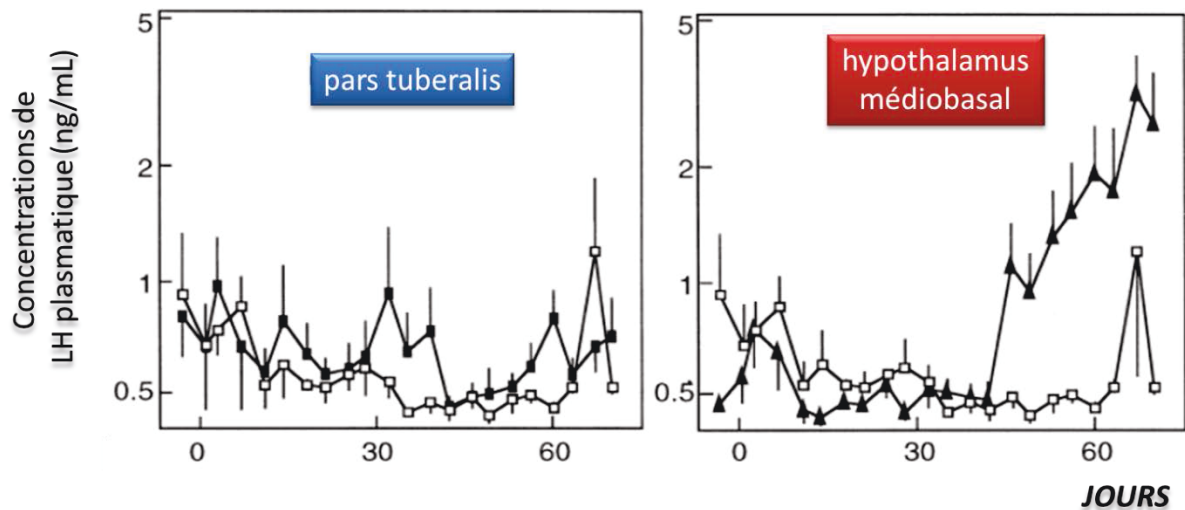 5
2
1
0.5
0
30
60
pars tuberalis
Concentrations de
LH plasmatique (ng/mL)
5
2
1
0.5
0
30
60
hypothalamus
médiobasal
JOURS